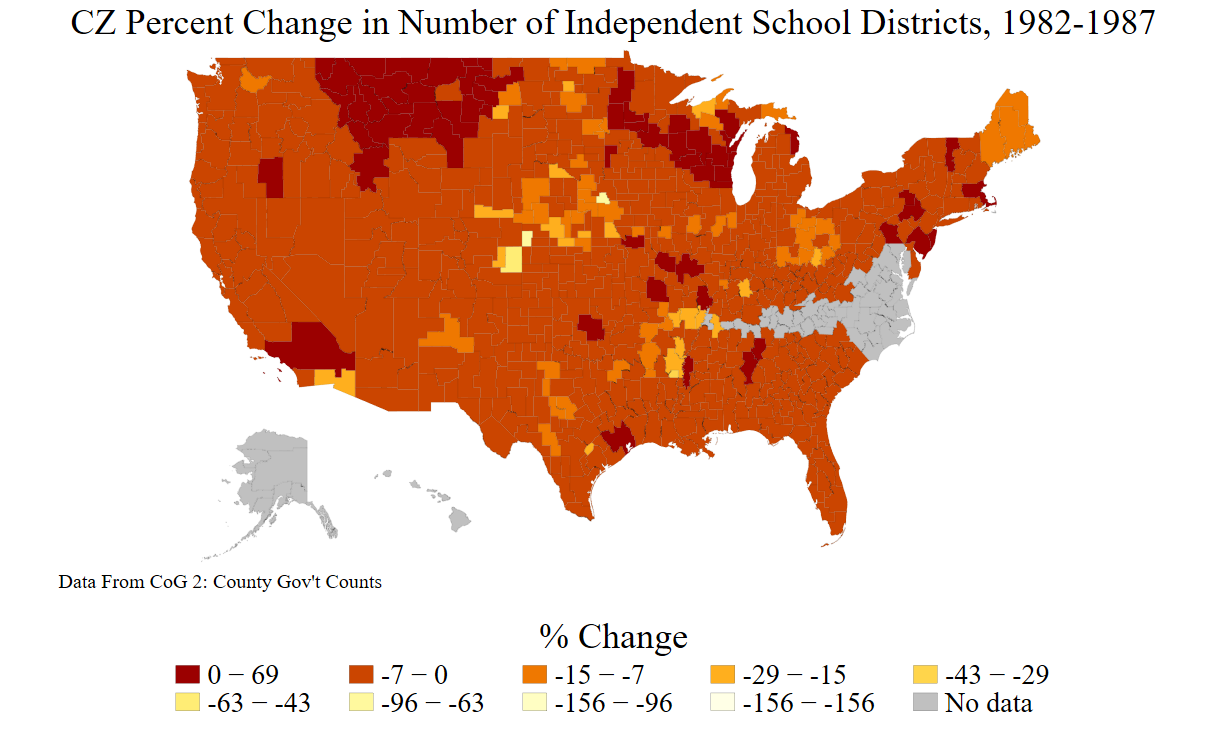 CZ Percent Change in Number of Independent School Districts, 1982-1987
Data From CoG 2: County Gov't Counts
% Change
0 − 69 -7 − 0 -15 − -7 -29 − -15 -43 − -29
-63 − -43 -96 − -63 -156 − -96 -156 − -156 No data